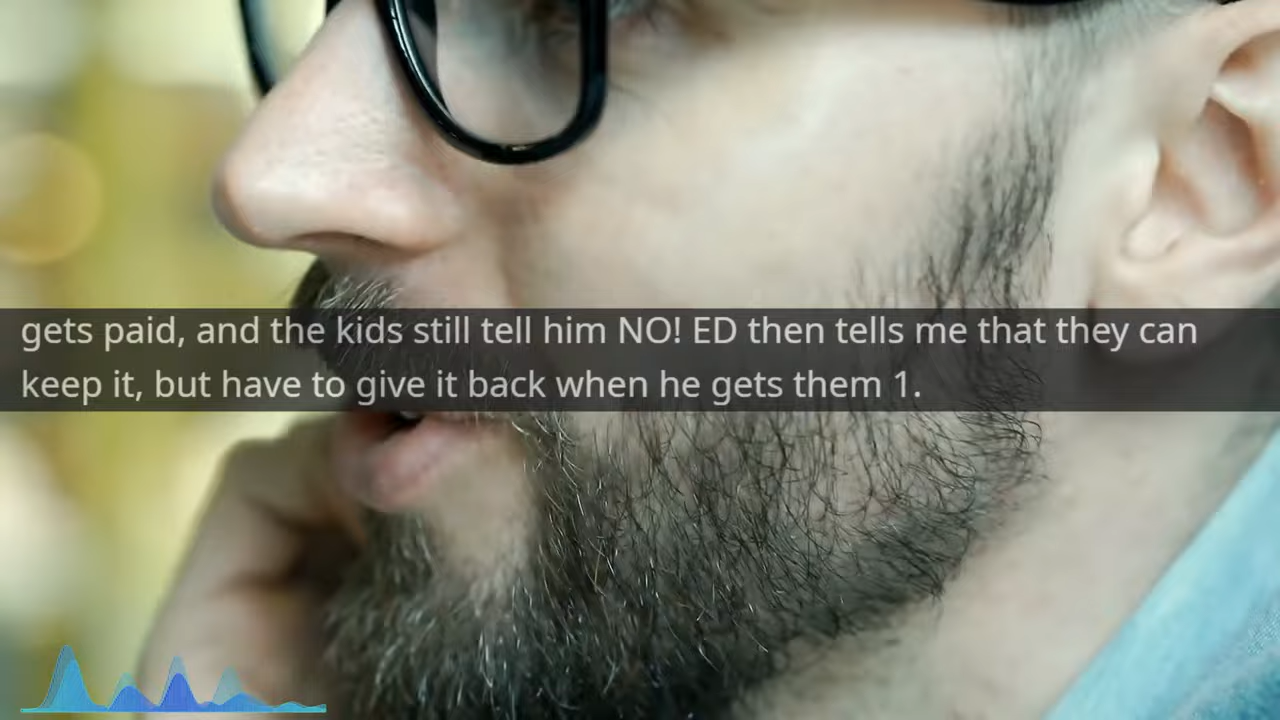 gets paid, and the kids still tell him NO! ED then tells me that they can
keep it, but have to give it back when he gets them 1.